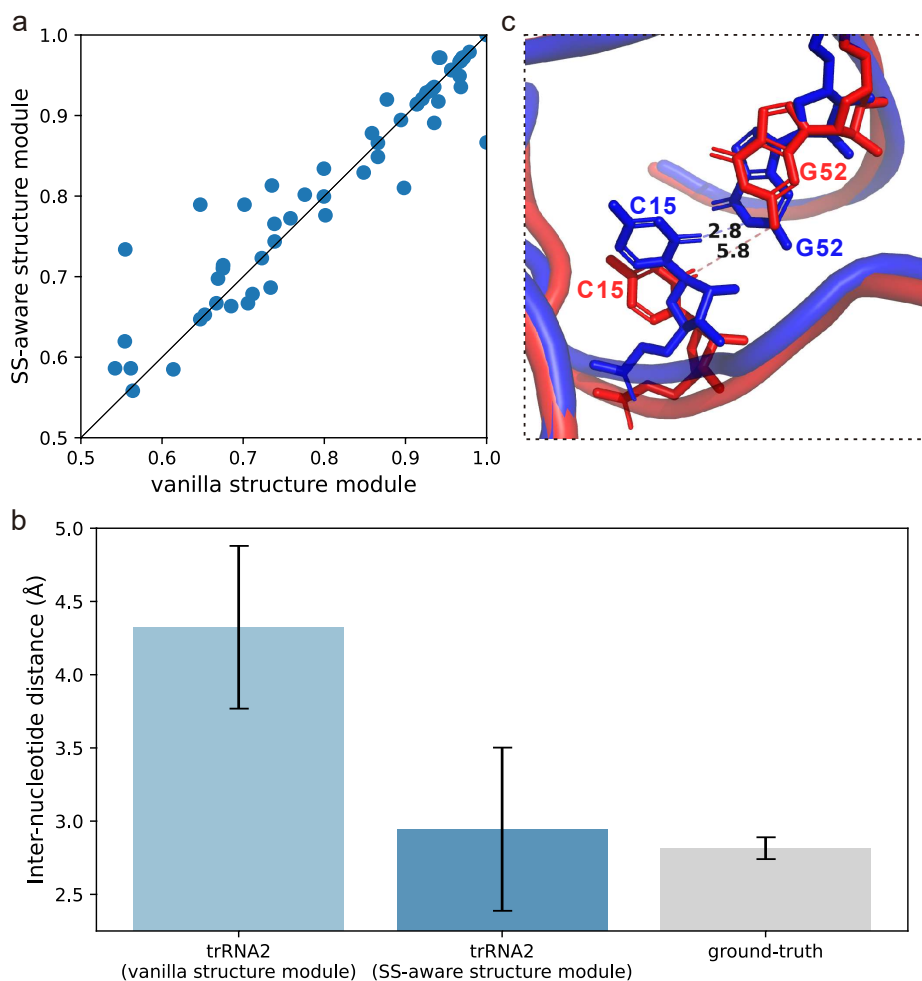 a
1.0
0.9
0.8
0.7
0.6
0.5
SS-aware structure module
0.5 0.6 0.7 0.8 0.9 1.0
vanilla structure module
c
G52
C15
2.8
G52
5.8
C15
b
5.0
4.5
4.0
3.5
3.0
2.5
Inter-nucleotide distance (Å)
trRNA2
(vanilla structure module)
trRNA2
(SS-aware structure module)
ground-truth